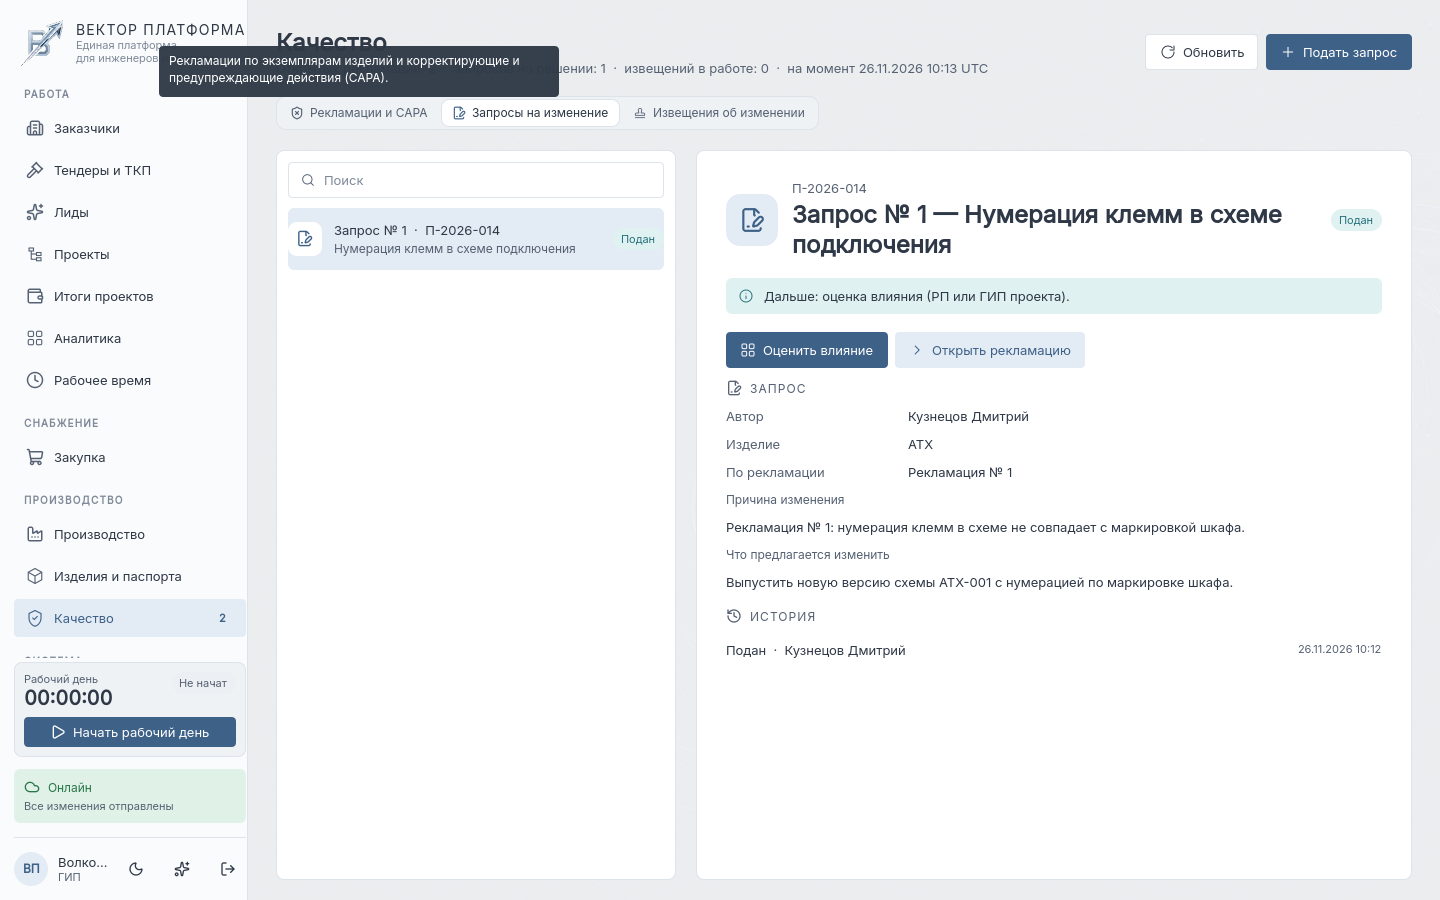 ВЕКТОР ПЛАТФОРМА
Единая платформа
для инженеров
РАБОТА
Заказчики
Тендеры и ТКП
Лиды
Проекты
Итоги проектов
Аналитика
Рабочее время
СНАБЖЕНИЕ
Закупка
ПРОИЗВОДСТВО
Производство
Изделия и паспорта
Качество
2
Рабочий день
Не начат
00:00:00
Начать рабочий день
Онлайн
Все изменения отправлены
ВП
Волко...
ГИП
Качество
Рекламации по экземплярам изделий и корректирующие и
предупреждающие действия (CAPA).
1 · извещений в работе: 0 · на момент 26.11.2026 10:13 UTC
Обновить
Подать запрос
Рекламации и CAPA
Запросы на изменение
Извещения об изменении
Поиск
Запрос № 1 · П-2026-014
Нумерация клемм в схеме подключения
Подан
П-2026-014
Запрос № 1 — Нумерация клемм в схеме
подключения
Подан
Дальше: оценка влияния (РП или ГИП проекта).
Оценить влияние
Открыть рекламацию
ЗАПРОС
Автор
Кузнецов Дмитрий
Изделие
АТХ
По рекламации
Рекламация № 1
Причина изменения
Рекламация № 1: нумерация клемм в схеме не совпадает с маркировкой шкафа.
Что предлагается изменить
Выпустить новую версию схемы АТХ-001 с нумерацией по маркировке шкафа.
ИСТОРИЯ
Подан · Кузнецов Дмитрий
26.11.2026 10:12